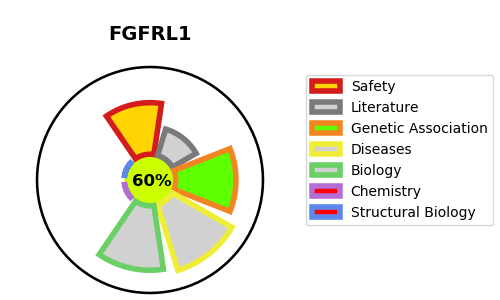 FGFRL1
60%
Safety
Literature
Genetic Association
Diseases
Biology
Chemistry
Structural Biology